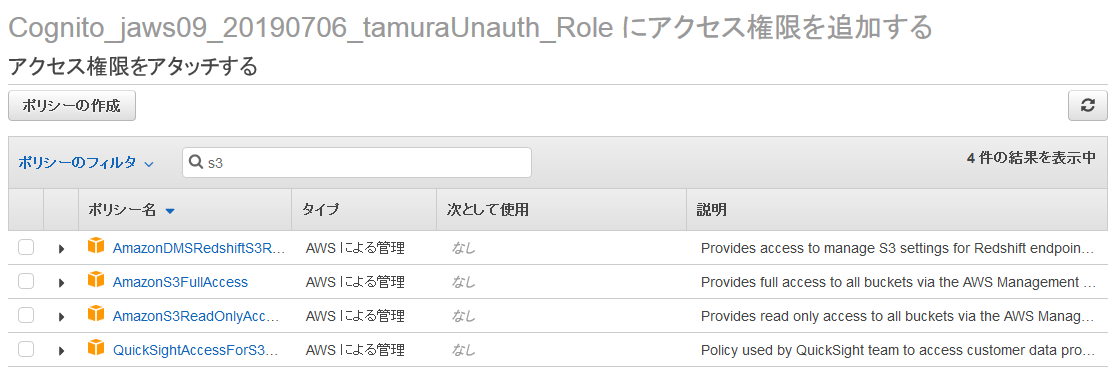 Cognito_jaws09_20190706_tamuraUnauth_Role にアクセス権限を追加する
アクセス権限をアタッチする
ポリシーの作成
ポリシーのフィルタ s3 4 件の結果を表示中
ポリシー名 タイプ 次として使用 説明
AmazonDMSRedshiftS3R... AWS による管理 なし Provides access to manage S3 settings for Redshift endpoin...
AmazonS3FullAccess AWS による管理 なし Provides full access to all buckets via the AWS Management ...
AmazonS3ReadOnlyAcc... AWS による管理 なし Provides read only access to all buckets via the AWS Manag...
QuickSightAccessForS3... AWS による管理 なし Policy used by QuickSight team to access customer data pro...